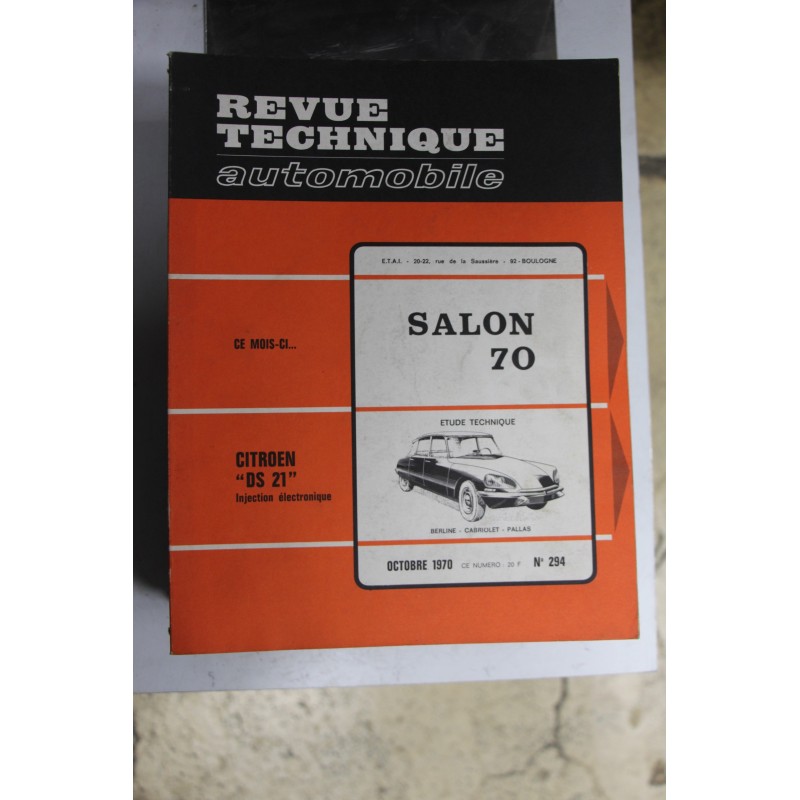 REVUE
TECHNIQUE
automobile
E.T.A.I. - 20-22, rue de la Saussière - 92 - BOULOGNE
CE MOIS-CI...
SALON
70
CITROEN
"DS 21"
Injection électronique
ETUDE TECHNIQUE
BERLINE - CABRIOLET - PALLAS
OCTOBRE 1970 CE NUMERO - 20 F N° 294